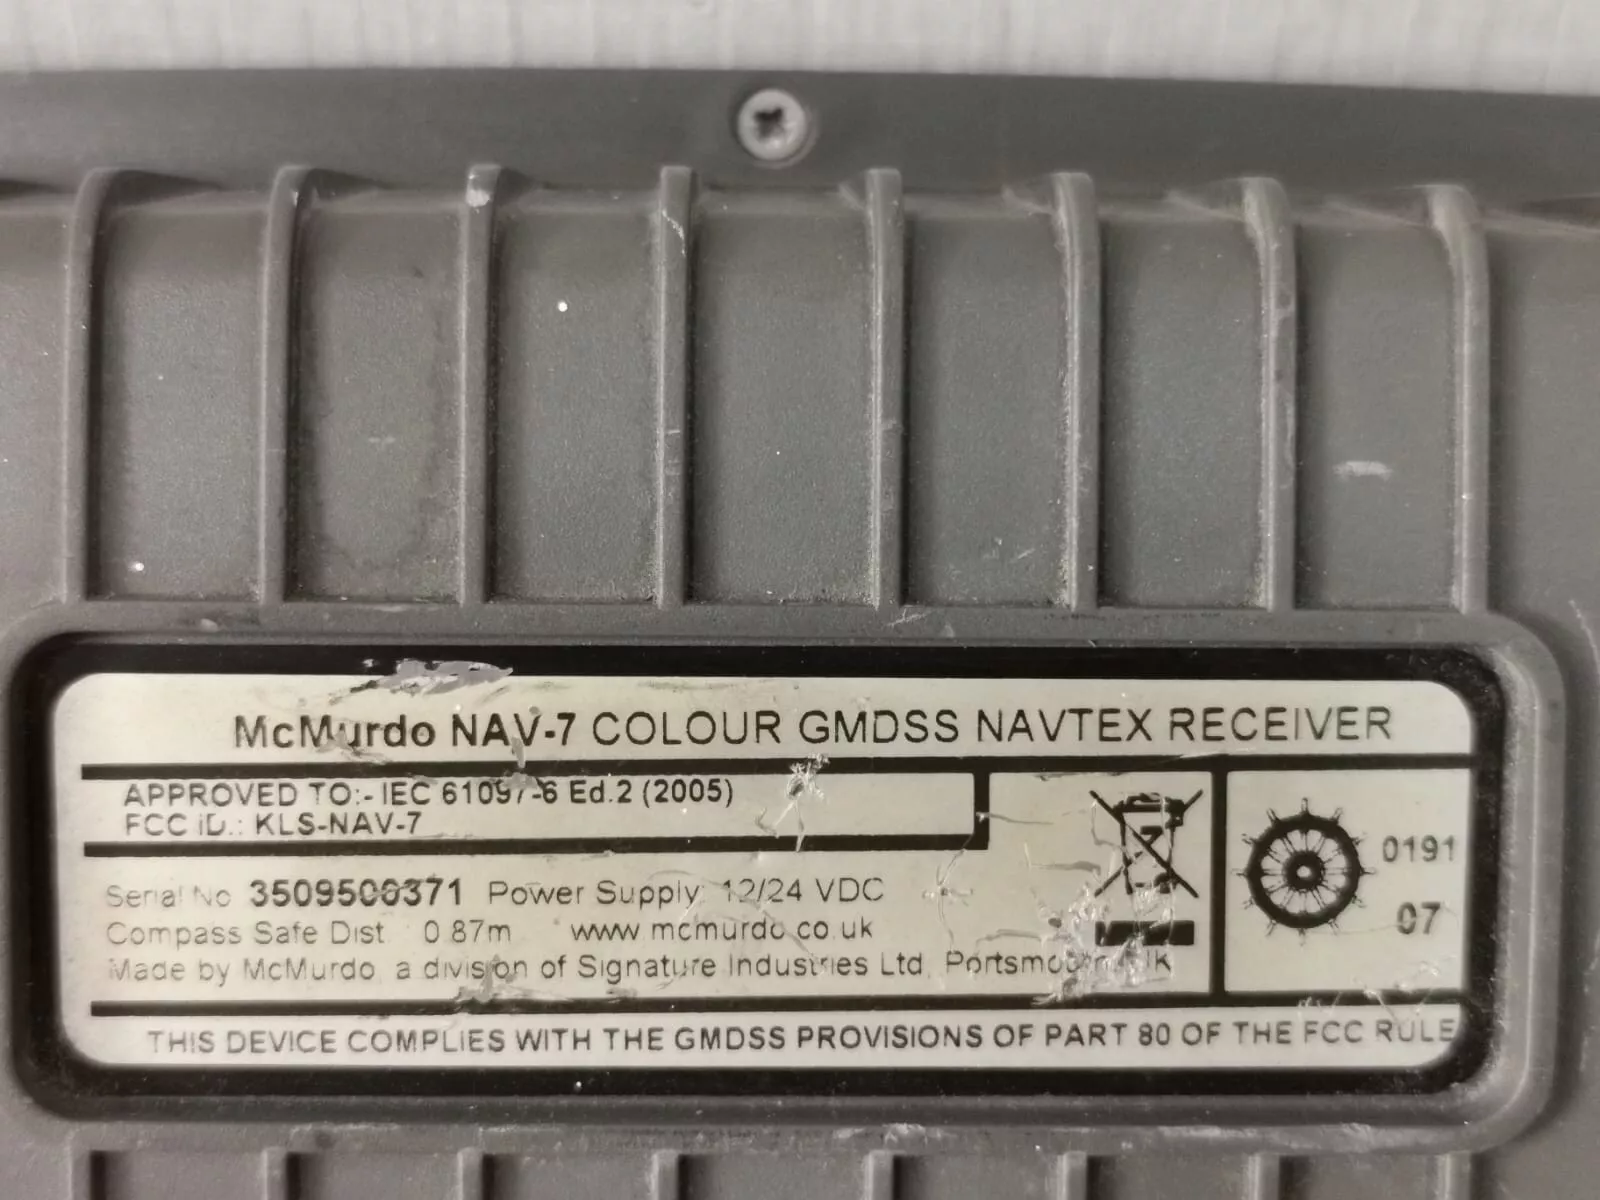 McMurdo NAV-7 COLOUR GMDSS NAVTEX RECEIVER
APPROVED TO:- IEC 61097-6 Ed.2 (2005)
FCC ID.: KLS-NAV-7
Serial No 3509500371 Power Supply: 12/24 VDC
Compass Safe Dist : 0.87m www.mcmurdo.co.uk
Made by McMurdo, a division of Signature Industries Ltd, Portsmouth, UK
0191
07
THIS DEVICE COMPLIES WITH THE GMDSS PROVISIONS OF PART 80 OF THE FCC RULE